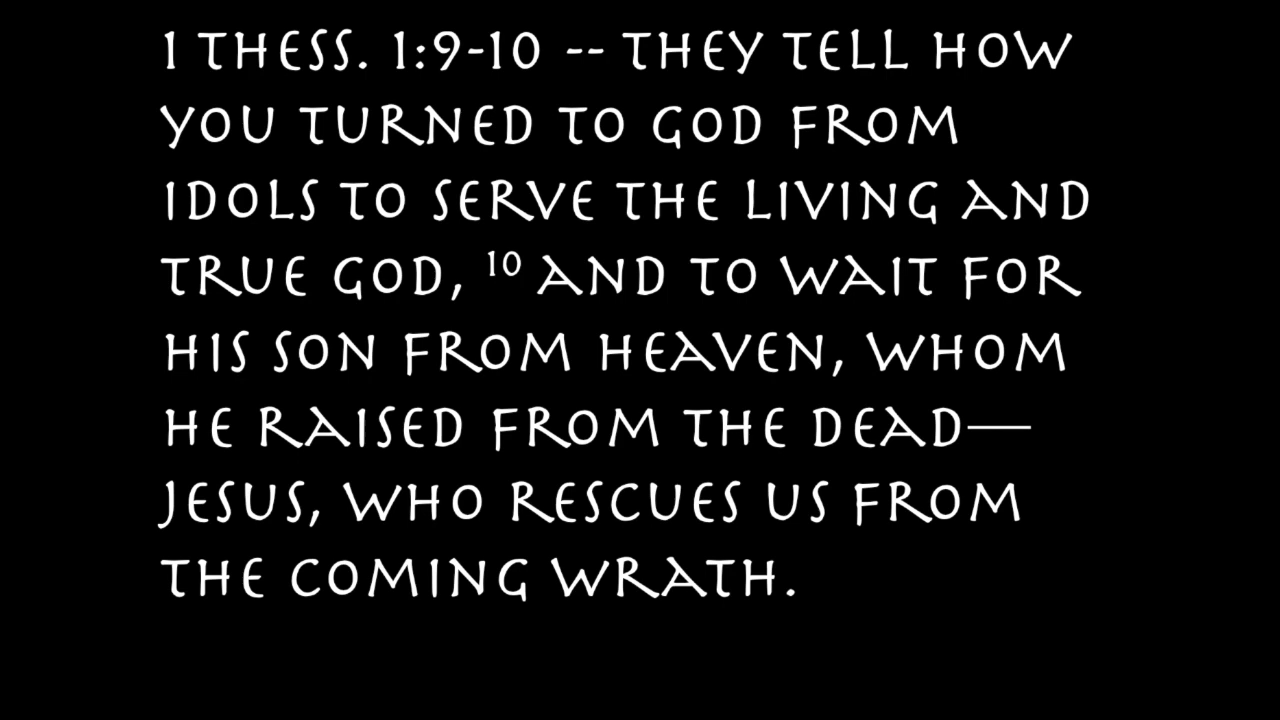 1 THESS. 1:9-10 -- THEY TELL HOW
YOU TURNED TO GOD FROM
IDOLS TO SERVE THE LIVING AND
TRUE GOD, ¹⁰ AND TO WAIT FOR
HIS SON FROM HEAVEN, WHOM
HE RAISED FROM THE DEAD—
JESUS, WHO RESCUES US FROM
THE COMING WRATH.